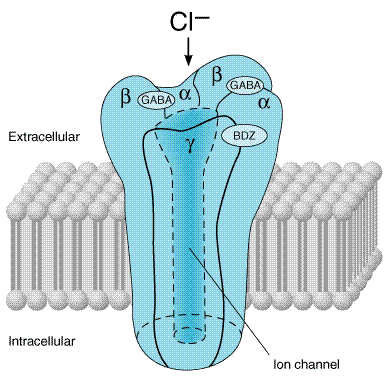 Cl⁻
β
GABA
α
β
GABA
α
Extracellular
γ
BDZ
Intracellular
Ion channel